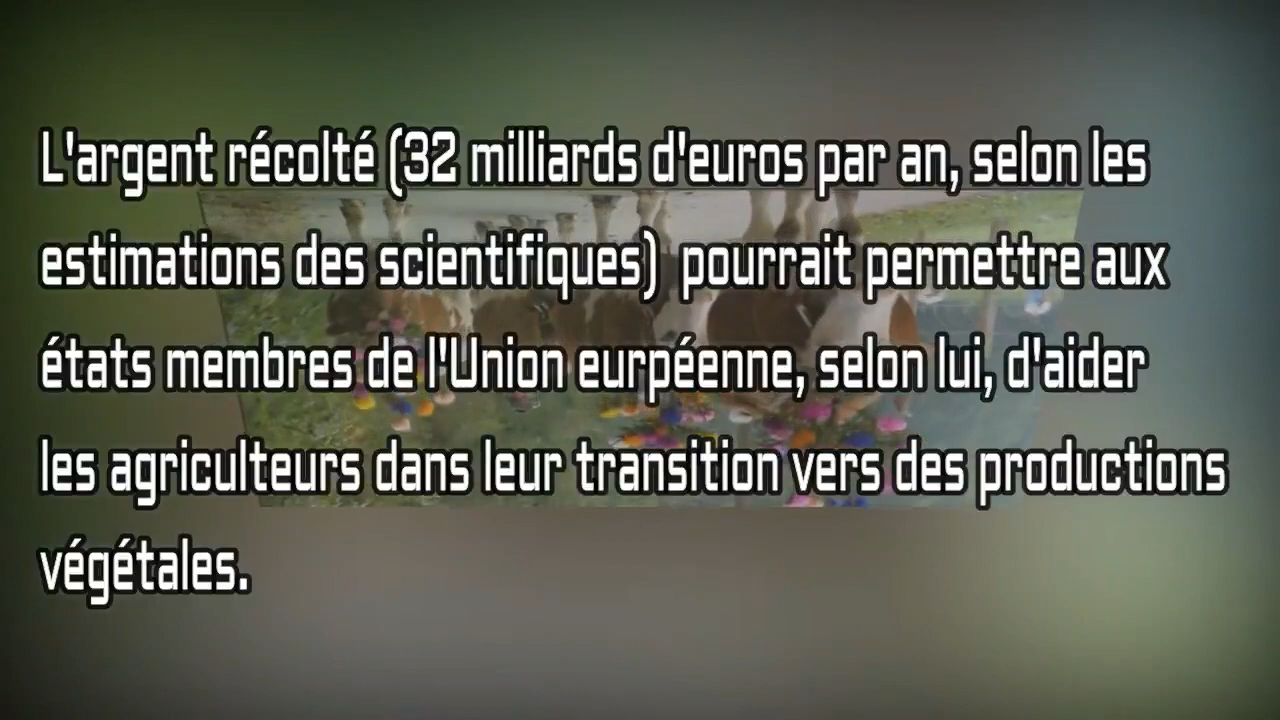 L'argent récolté (32 milliards d'euros par an, selon les
estimations des scientifiques) pourrait permettre aux
états membres de l'Union eurpéenne, selon lui, d'aider
les agriculteurs dans leur transition vers des productions
végétales.